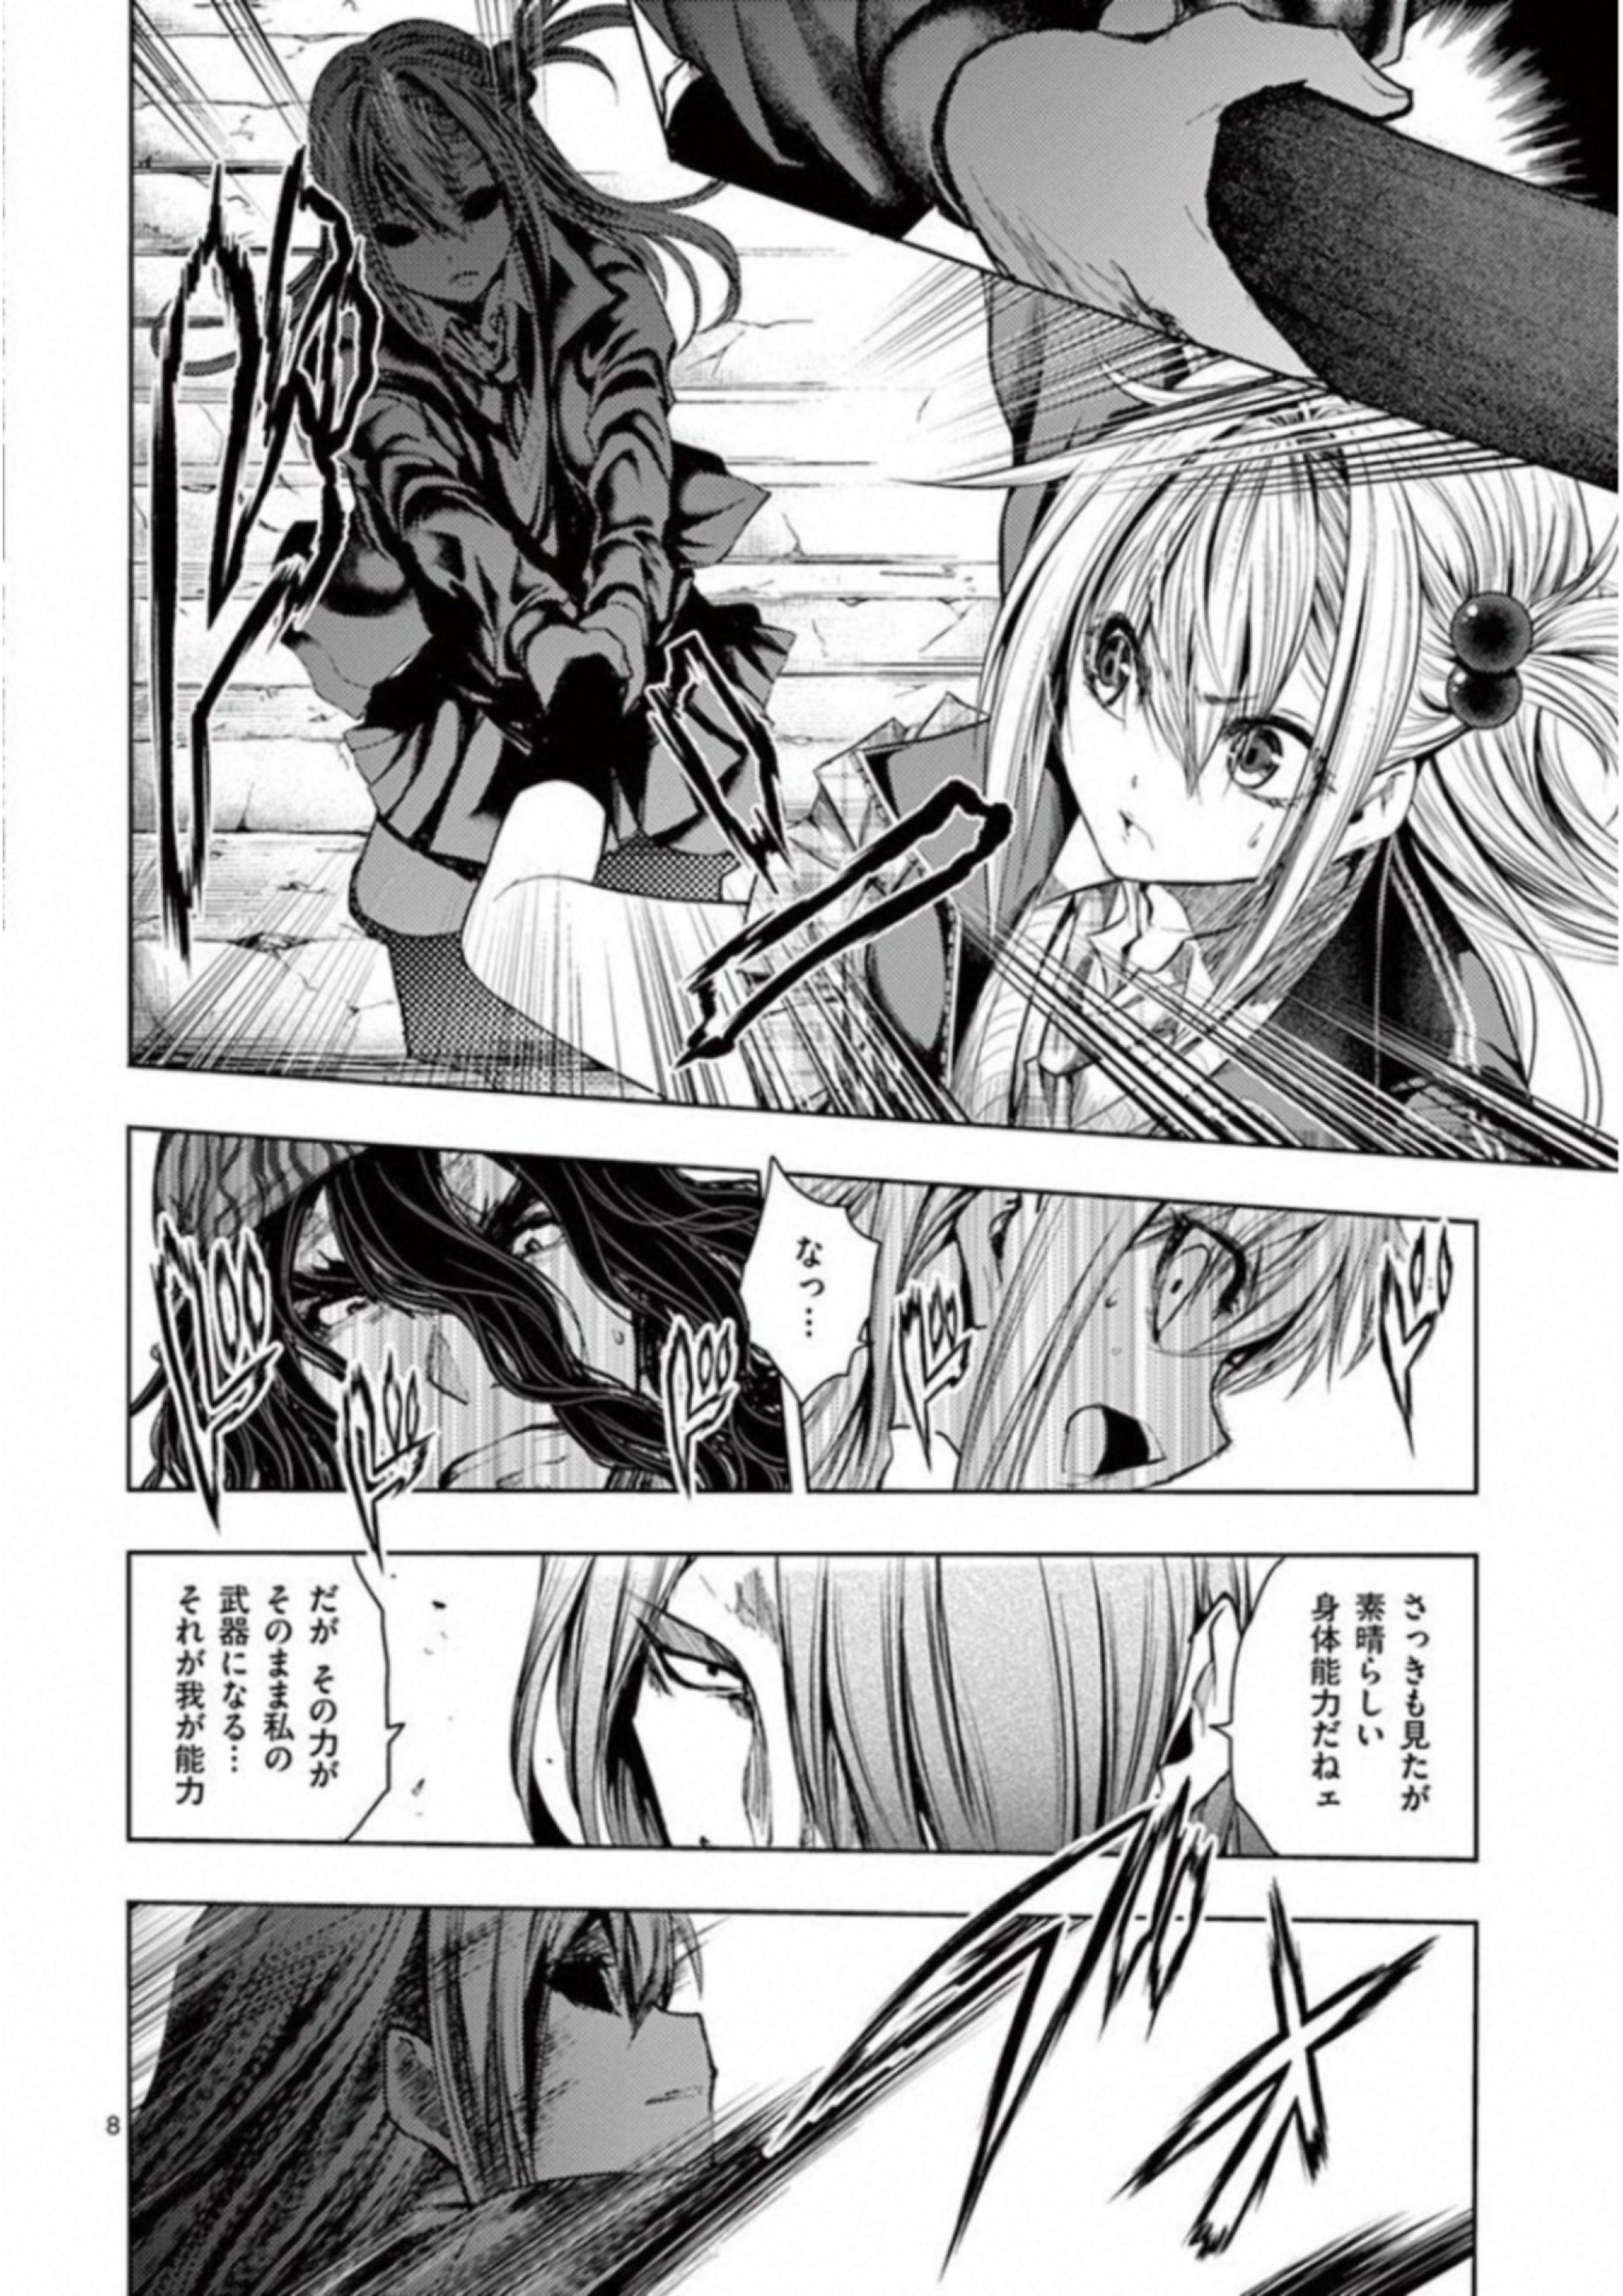 なっ…
さっきも見たが
素晴らしい
身体能力だねェ
だが その力が
そのまま私の
武器になる…
それが我が能力
8